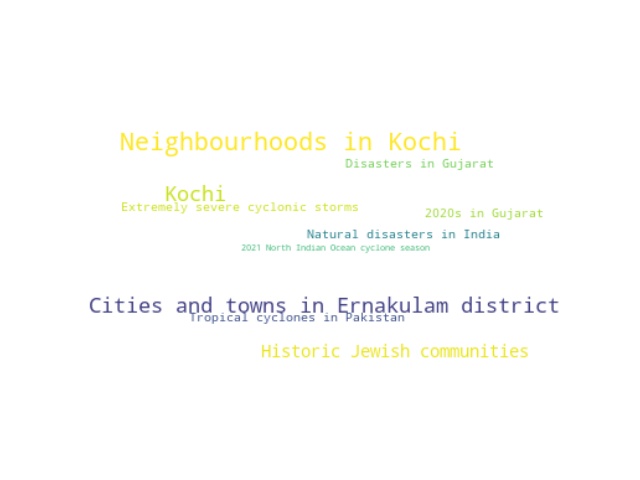 Neighbourhoods in Kochi
Disasters in Gujarat
Kochi
Extremely severe cyclonic storms
2020s in Gujarat
Natural disasters in India
2021 North Indian Ocean cyclone season
Cities and towns in Ernakulam district
Tropical cyclones in Pakistan
Historic Jewish communities